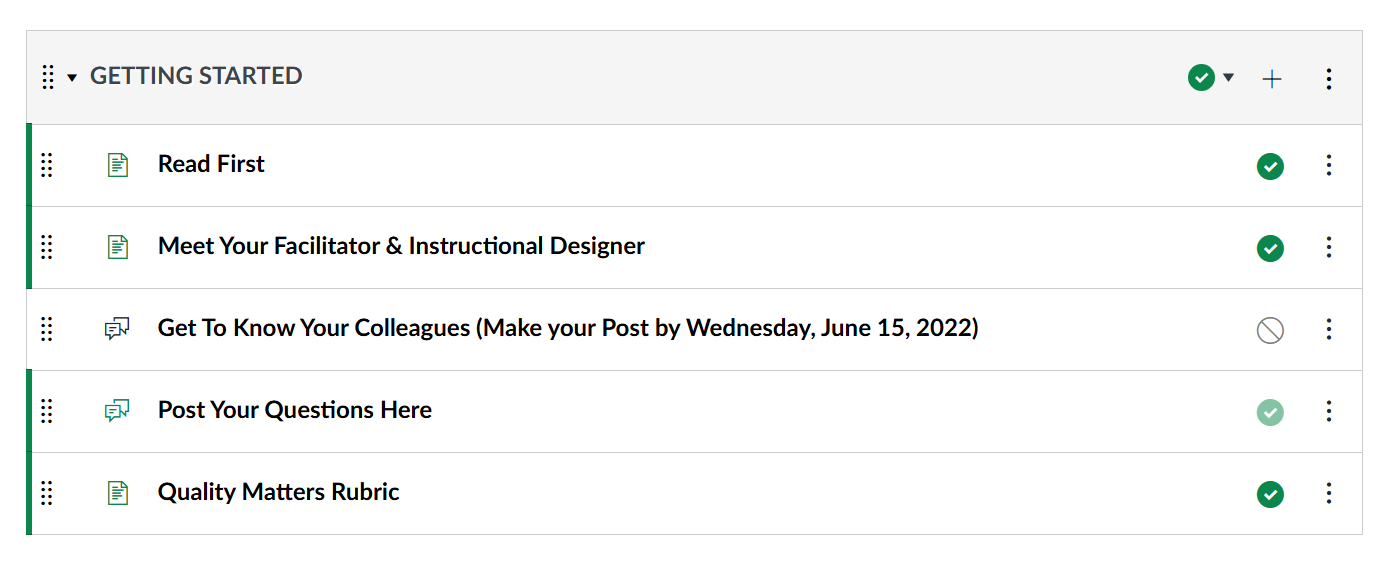 GETTING STARTED
Read First
Meet Your Facilitator & Instructional Designer
Get To Know Your Colleagues (Make your Post by Wednesday, June 15, 2022)
Post Your Questions Here
Quality Matters Rubric